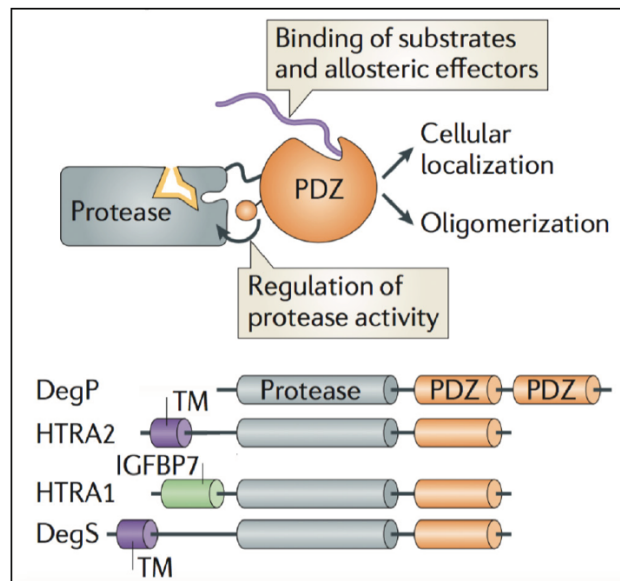 Binding of substrates
and allosteric effectors
Cellular
localization
PDZ
Protease
Oligomerization
Regulation of
protease activity
DegP
Protease
PDZ
PDZ
TM
HTRA2
IGFBP7
HTRA1
DegS
TM